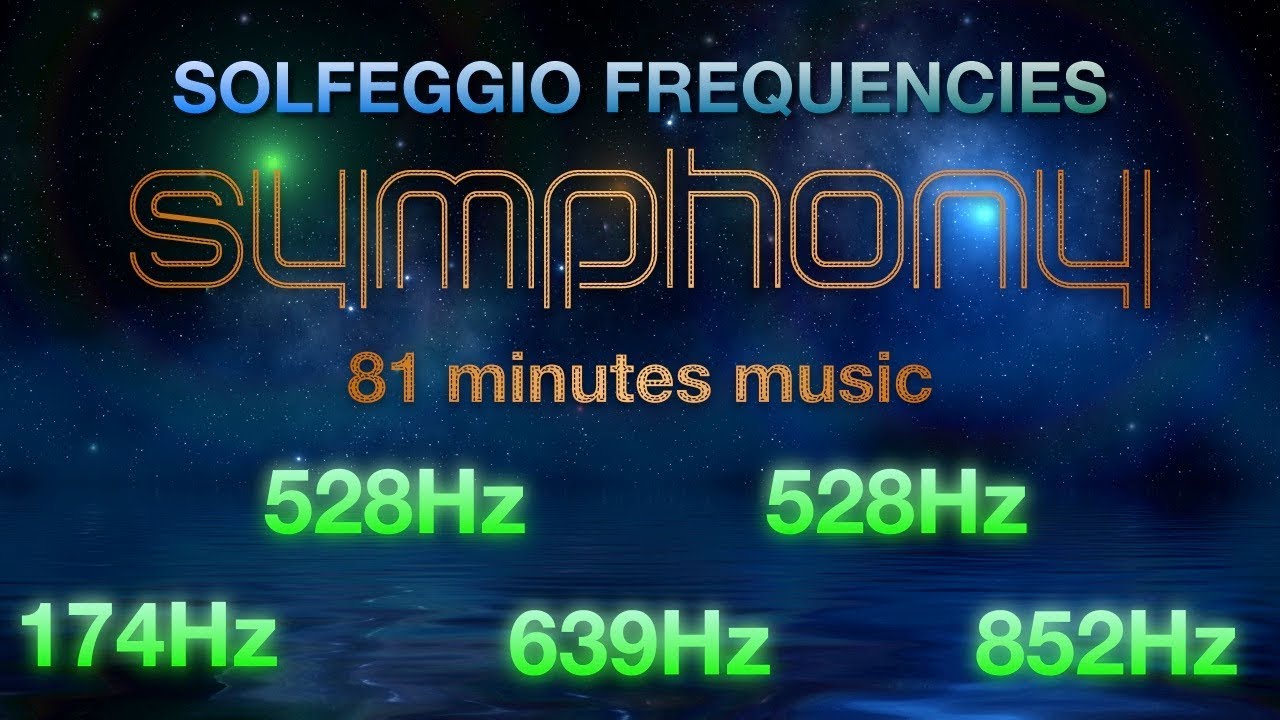 SOLFEGGIO FREQUENCIES
symphony
81 minutes music
528Hz 528Hz
174Hz 639Hz 852Hz